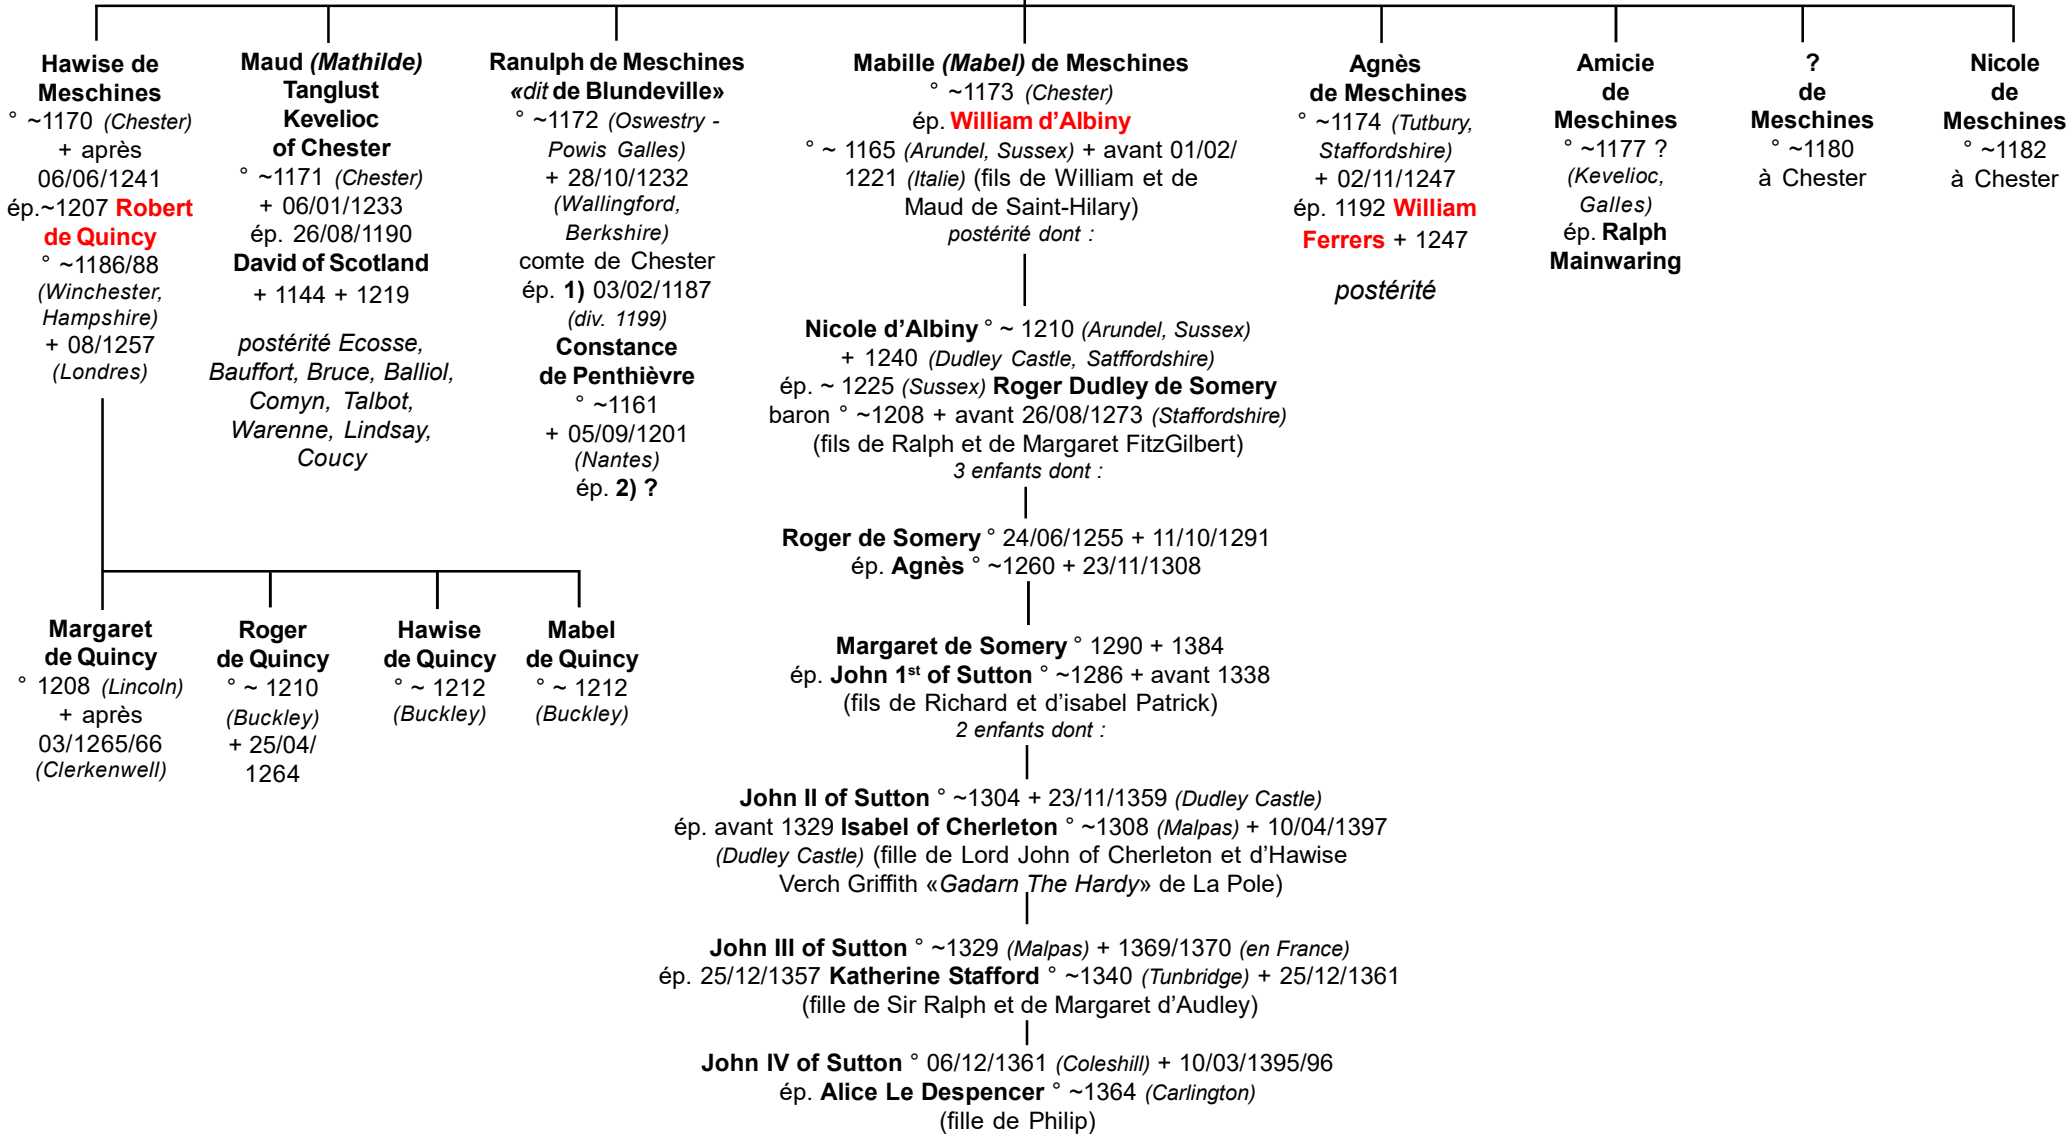 Hawise de
Meschines
° ~1170 (Chester)
+ après
06/06/1241
ép.~1207 Robert
de Quincy
° ~1186/88
(Winchester,
Hampshire)
+ 08/1257
(Londres)
Maud (Mathilde)
Tanglust
Kevelioc
of Chester
° ~1171 (Chester)
+ 06/01/1233
ép. 26/08/1190
David of Scotland
+ 1144 + 1219
postérité Ecosse,
Bauffort, Bruce, Balliol,
Comyn, Talbot,
Warenne, Lindsay,
Coucy
Ranulph de Meschines
«dit de Blundeville»
° ~1172 (Oswestry -
Powis Galles)
+ 28/10/1232
(Wallingford,
Berkshire)
comte de Chester
ép. 1) 03/02/1187
(div. 1199)
Constance
de Penthièvre
° ~1161
+ 05/09/1201
(Nantes)
ép. 2) ?
Mabille (Mabel) de Meschines
° ~1173 (Chester)
ép. William d’Albiny
° ~ 1165 (Arundel, Sussex) + avant 01/02/
1221 (Italie) (fils de William et de
Maud de Saint-Hilary)
postérité dont :
Agnès
de Meschines
° ~1174 (Tutbury,
Staffordshire)
+ 02/11/1247
ép. 1192 William
Ferrers + 1247
postérité
Amicie
de
Meschines
° ~1177 ?
(Kevelioc,
Galles)
ép. Ralph
Mainwaring
?
de
Meschines
° ~1180
à Chester
Nicole
de
Meschines
° ~1182
à Chester
Nicole d’Albiny ° ~ 1210 (Arundel, Sussex)
+ 1240 (Dudley Castle, Satffordshire)
ép. ~ 1225 (Sussex) Roger Dudley de Somery
baron ° ~1208 + avant 26/08/1273 (Staffordshire)
(fils de Ralph et de Margaret FitzGilbert)
3 enfants dont :
Roger de Somery ° 24/06/1255 + 11/10/1291
ép. Agnès ° ~1260 + 23/11/1308
Margaret
de Quincy
° 1208 (Lincoln)
+ après
03/1265/66
(Clerkenwell)
Roger
de Quincy
° ~ 1210
(Buckley)
+ 25/04/
1264
Hawise
de Quincy
° ~ 1212
(Buckley)
Mabel
de Quincy
° ~ 1212
(Buckley)
Margaret de Somery ° 1290 + 1384
ép. John 1st of Sutton ° ~1286 + avant 1338
(fils de Richard et d’isabel Patrick)
2 enfants dont :
John II of Sutton ° ~1304 + 23/11/1359 (Dudley Castle)
ép. avant 1329 Isabel of Cherleton ° ~1308 (Malpas) + 10/04/1397
(Dudley Castle) (fille de Lord John of Cherleton et d’Hawise
Verch Griffith «Gadarn The Hardy» de La Pole)
John III of Sutton ° ~1329 (Malpas) + 1369/1370 (en France)
ép. 25/12/1357 Katherine Stafford ° ~1340 (Tunbridge) + 25/12/1361
(fille de Sir Ralph et de Margaret d’Audley)
John IV of Sutton ° 06/12/1361 (Coleshill) + 10/03/1395/96
ép. Alice Le Despencer ° ~1364 (Carlington)
(fille de Philip)